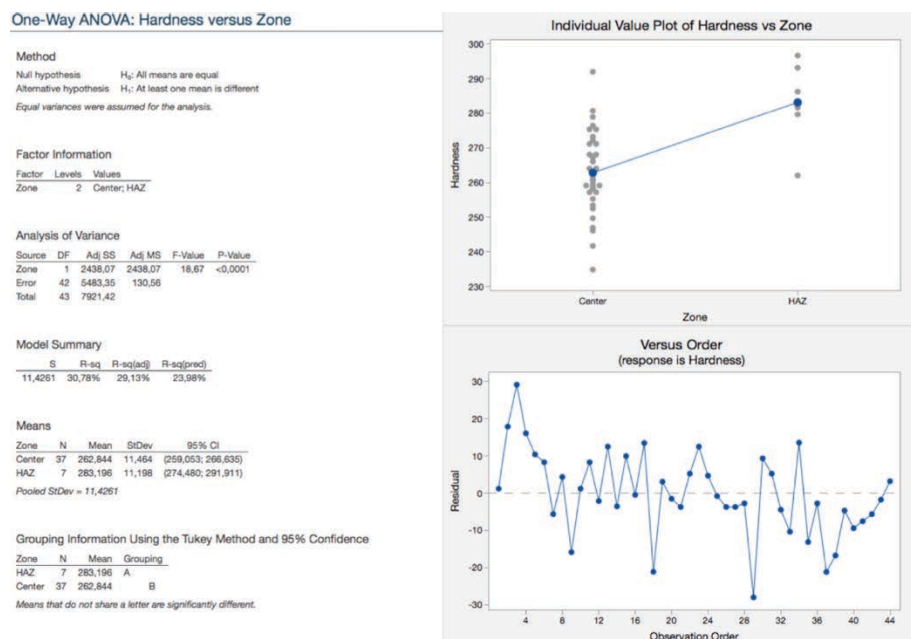 One-Way ANOVA: Hardness versus Zone
Method
Null hypothesis H₀: All means are equal
Alternative hypothesis H₁: At least one mean is different
Equal variances were assumed for the analysis.
Factor Information
Factor Levels Values
Zone 2 Center; HAZ
Analysis of Variance
Source DF Adj SS Adj MS F-Value P-Value
Zone 1 2438,07 2438,07 18,67 <0,0001
Error 42 5483,35 130,56
Total 43 7921,42
Model Summary
S R-sq R-sq(adj) R-sq(pred)
11,4261 30,78% 29,13% 23,98%
Means
Zone N Mean StDev 95% CI
Center 37 262,844 11,464 (259,053; 266,635)
HAZ 7 283,196 11,198 (274,480; 291,911)
Pooled StDev = 11,4261
Grouping Information Using the Tukey Method and 95% Confidence
Zone N Mean Grouping
HAZ 7 283,196 A
Center 37 262,844 B
Means that do not share a letter are significantly different.
Individual Value Plot of Hardness vs Zone
300
290
280
270
260
250
240
230
Hardness
Center HAZ
Zone
Versus Order
(response is Hardness)
30
20
10
0
-10
-20
-30
Residual
4 8 12 16 20 24 28 32 36 40 44
Observation Order